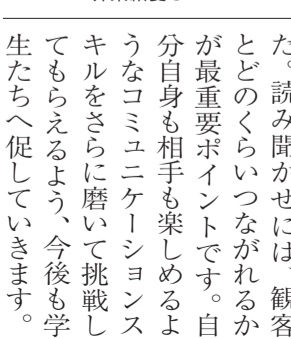 た。読み聞かせには、観客
とどのくらいつながれるか
が最重要ポイントです。自
分自身も相手も楽しめるよ
うなコミュニケーションス
キルをさらに磨いて挑戦し
てもらえるよう、今後も学
生たちへ促していきます。